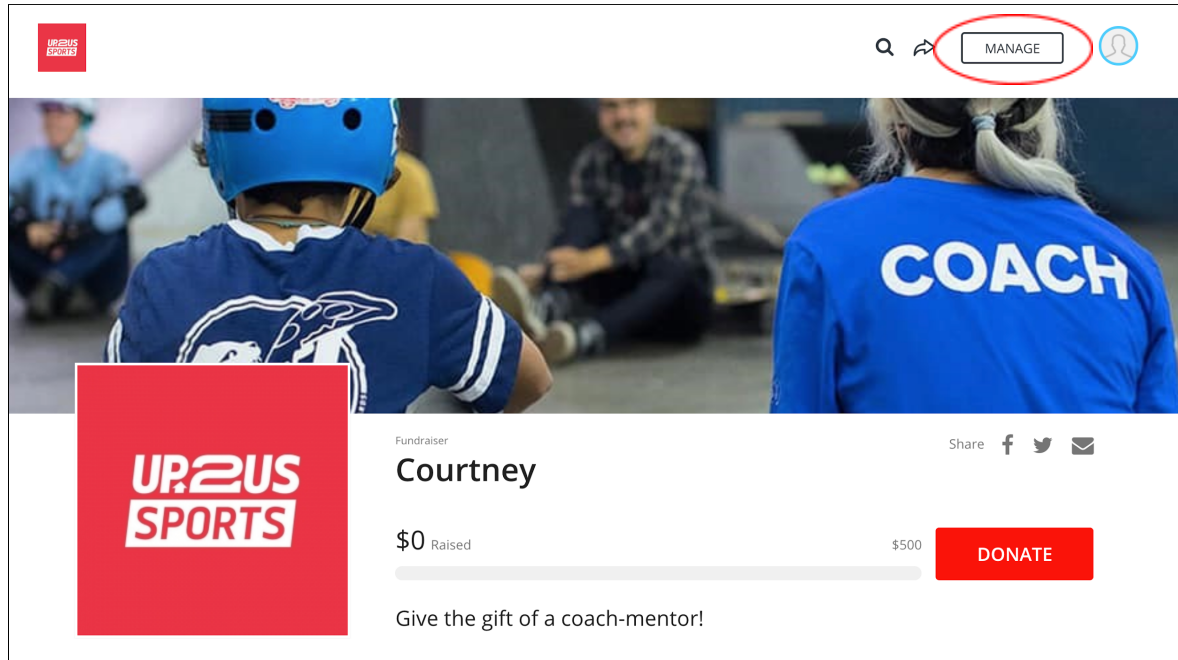 UP2US
SPORTS
MANAGE
COACH
UP2US
SPORTS
Fundraiser
Courtney
Share
$0 Raised
$500
DONATE
Give the gift of a coach-mentor!